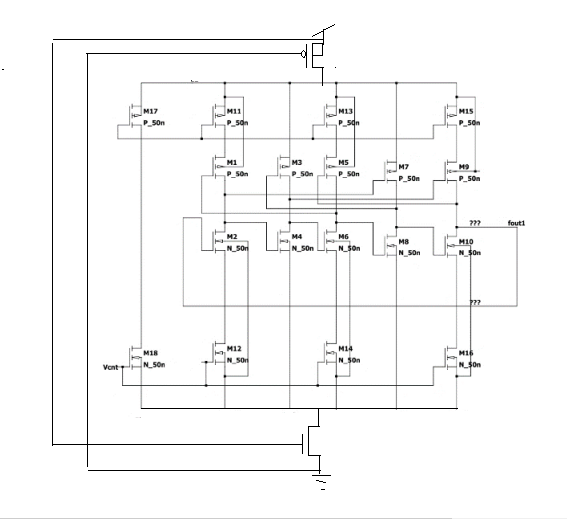 M17
P_50n
M11
P_50n
M13
P_50n
M15
P_50n
M1
P_50n
M3
P_50n
M5
P_50n
M7
P_50n
M9
P_50n
??? fout1
M2
N_50n
M4
N_50n
M6
N_50n
M8
N_50n
M10
N_50n
???
M18
N_50n
M12
N_50n
M14
N_50n
M16
N_50n
Vcnt